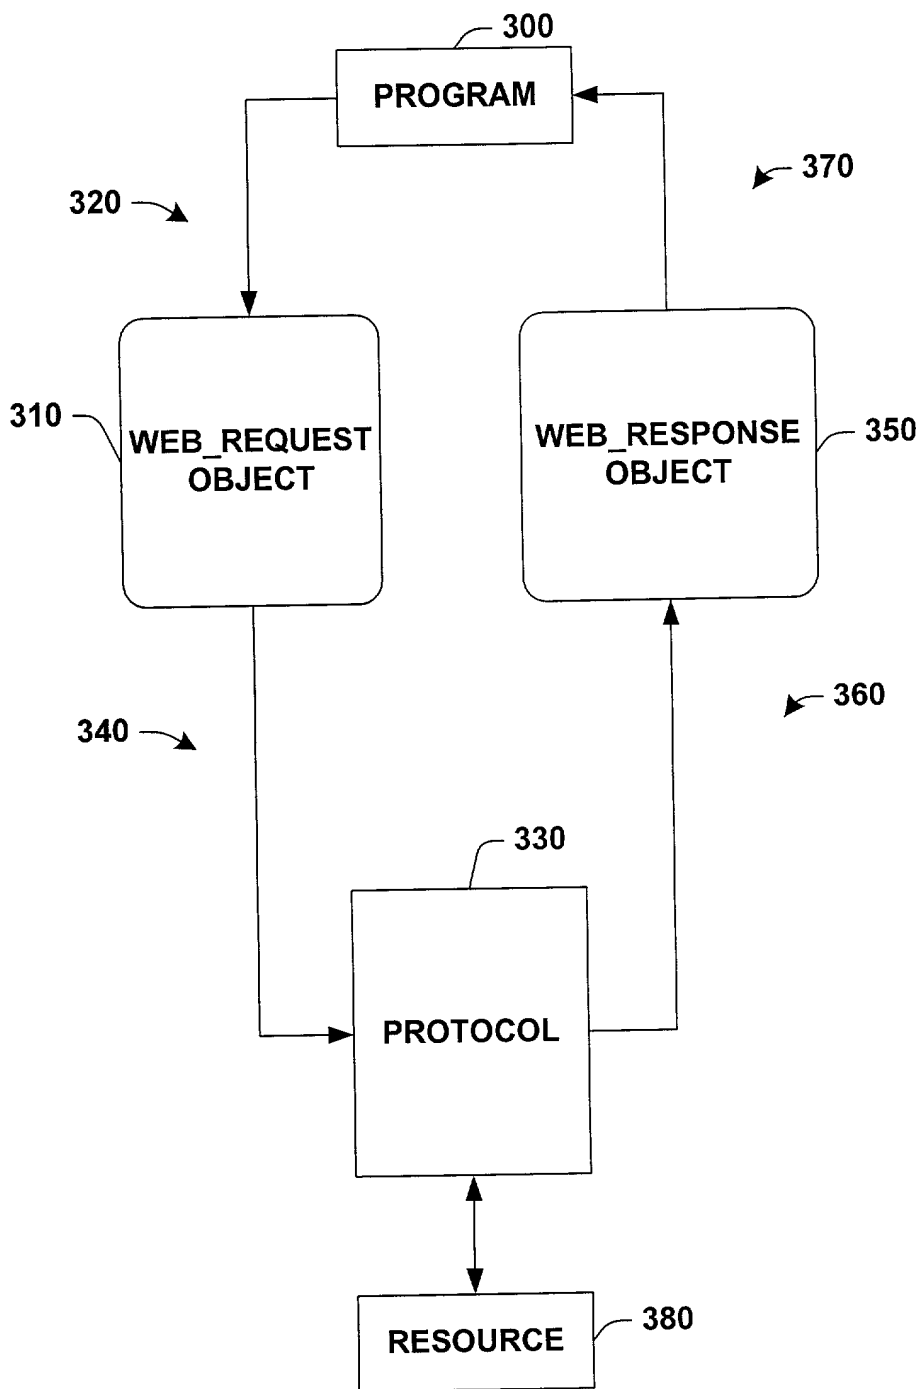 300
PROGRAM
370
320
310
WEB_REQUEST
OBJECT
WEB_RESPONSE
OBJECT
350
360
340
330
PROTOCOL
RESOURCE
380